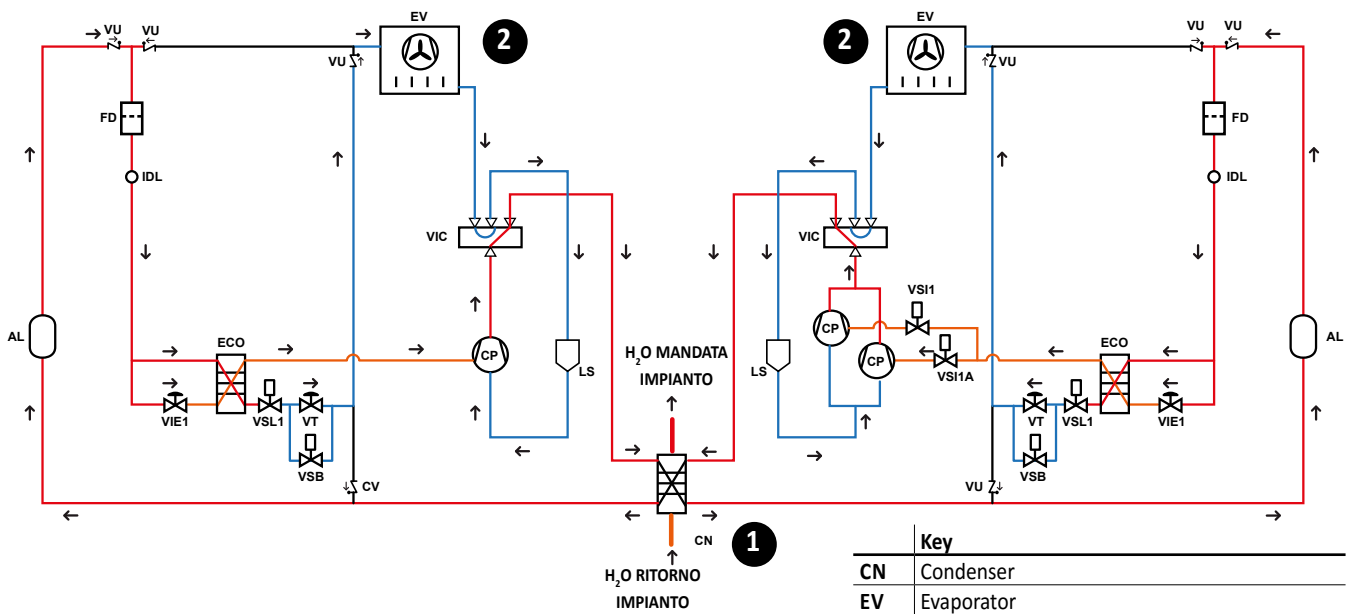 EV
EV
VU
VU
2
2
VU
VU
VU
VU
FD
FD
IDL
IDL
VIC
VIC
VSI1
AL
ECO
CP
CP
CP
ECO
AL
H₂O MANDATA
IMPIANTO
LS
LS
VSI1A
VIE1
VSL1
VT
VT
VSL1
VIE1
VSB
VSB
CV
VU
CN
1
H₂O RITORNO
IMPIANTO
Key
CN Condenser
EV Evaporator